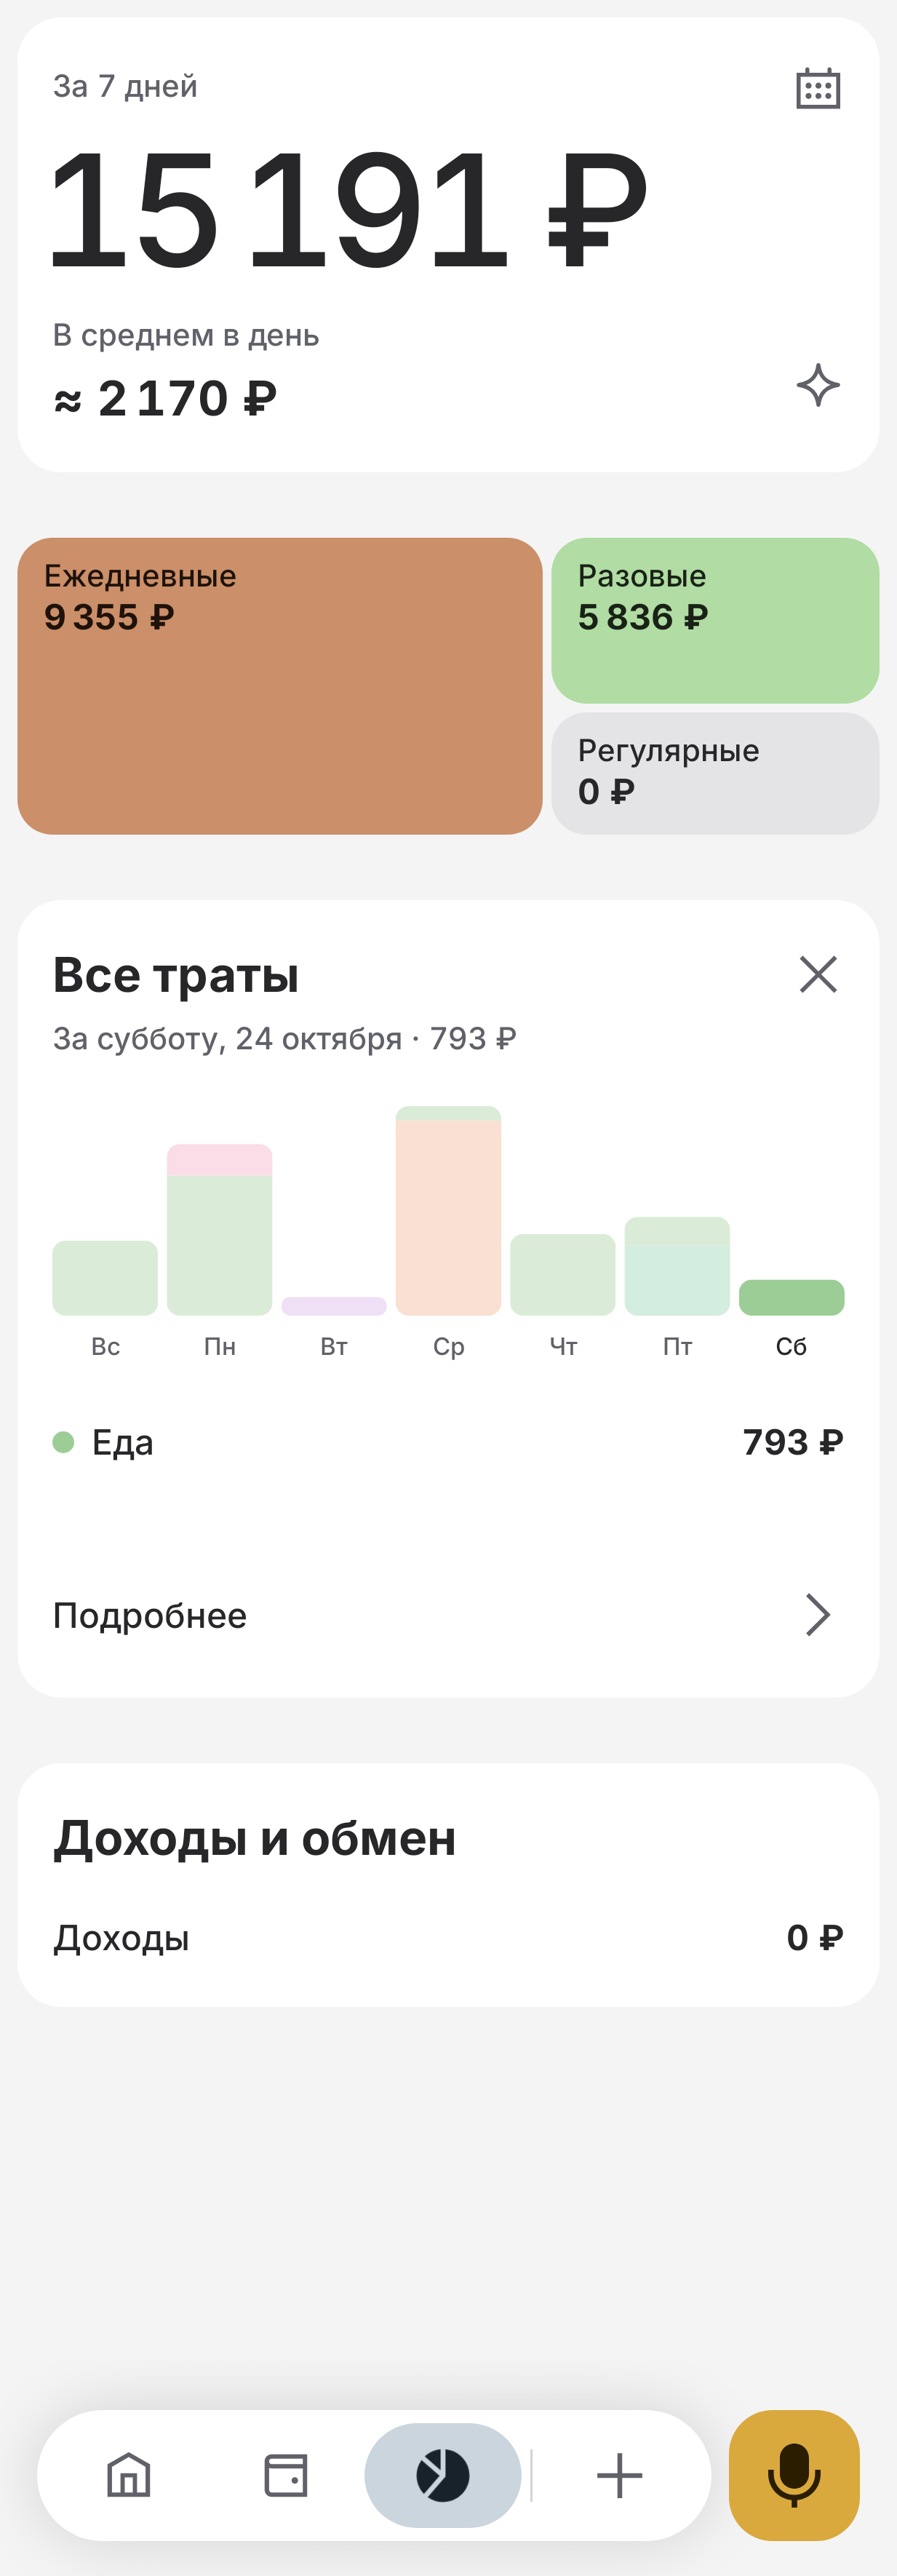 За 7 дней
15 191 ₽
В среднем в день
≈ 2 170 ₽
Ежедневные
9 355 ₽
Разовые
5 836 ₽
Регулярные
0 ₽
Все траты
За субботу, 24 октября · 793 ₽
Вс Пн Вт Ср Чт Пт Сб
Еда 793 ₽
Подробнее
Доходы и обмен
Доходы 0 ₽